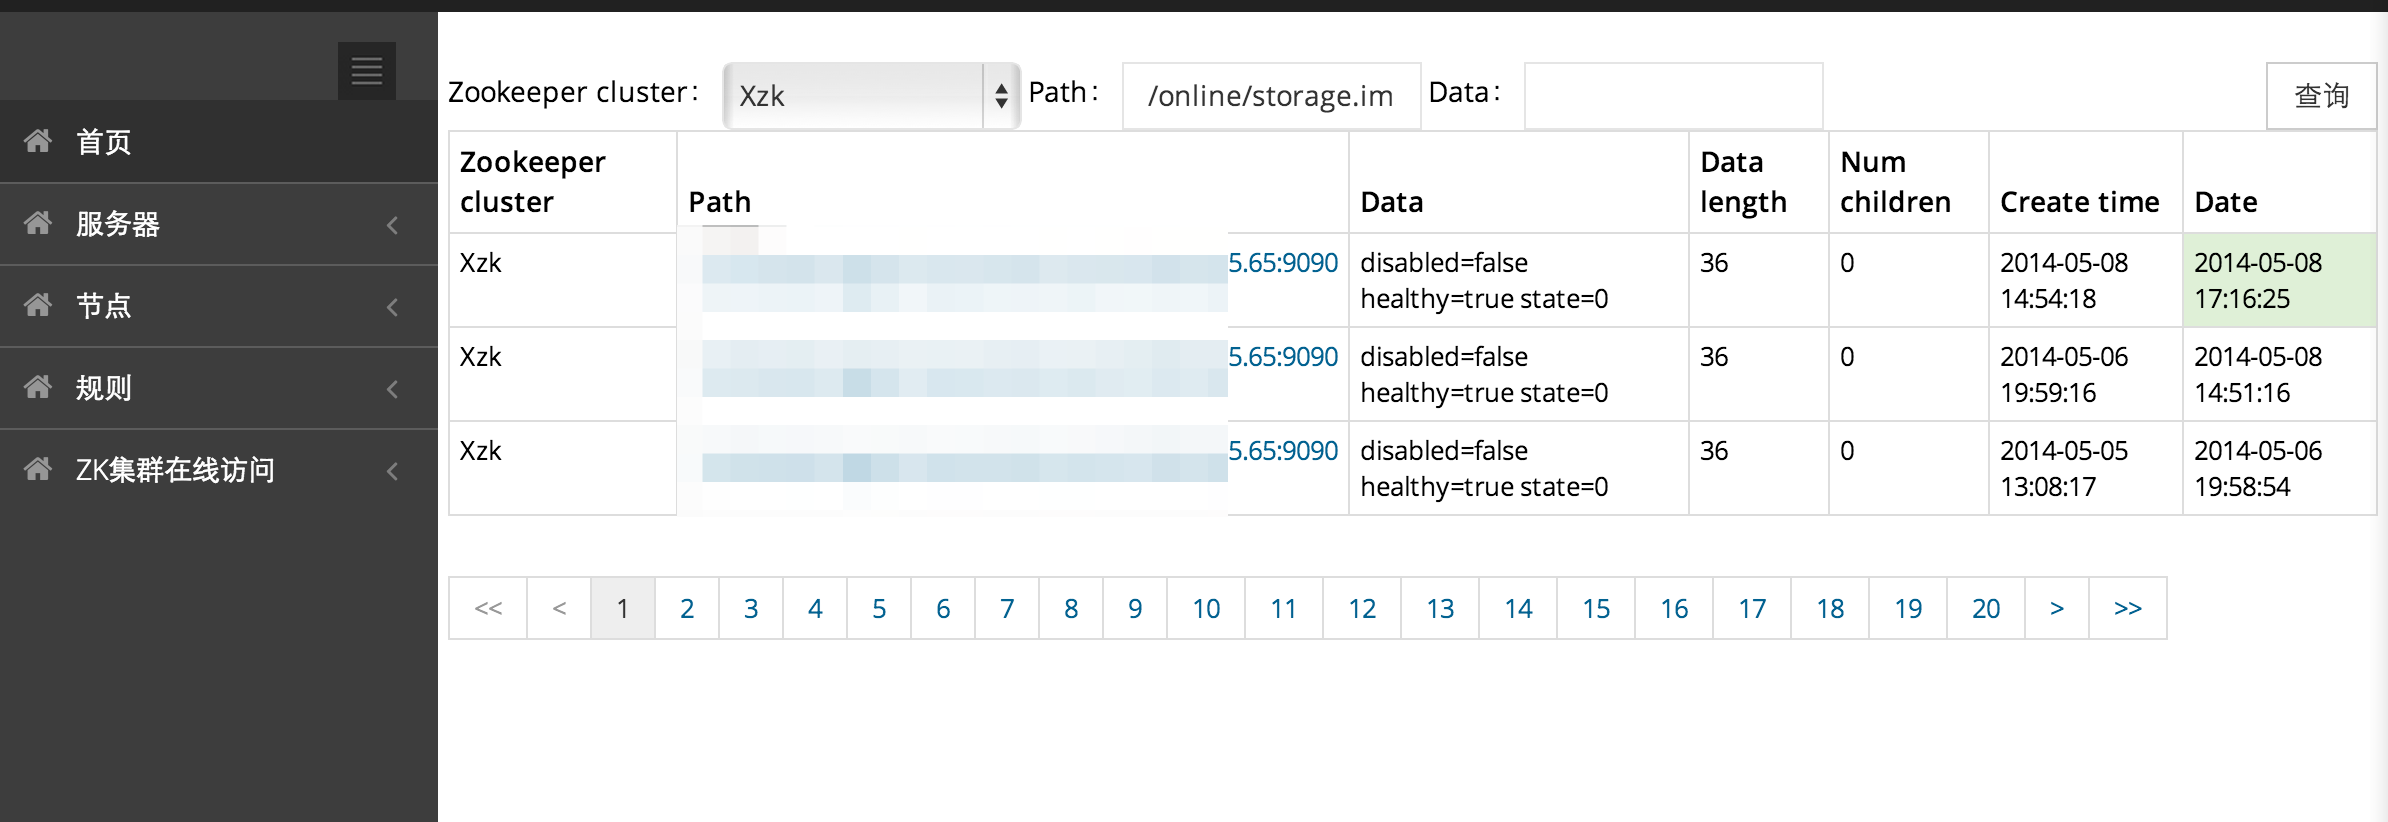 首页
服务器
节点
规则
ZK集群在线访问
Zookeeper cluster: Xzk Path: /online/storage.im Data: 查询
Zookeeper cluster Path Data Data length Num children Create time Date
Xzk 5.65:9090 disabled=false healthy=true state=0 36 0 2014-05-08 14:54:18 2014-05-08 17:16:25
Xzk 5.65:9090 disabled=false healthy=true state=0 36 0 2014-05-06 19:59:16 2014-05-08 14:51:16
Xzk 5.65:9090 disabled=false healthy=true state=0 36 0 2014-05-05 13:08:17 2014-05-06 19:58:54
<< < 1 2 3 4 5 6 7 8 9 10 11 12 13 14 15 16 17 18 19 20 > >>